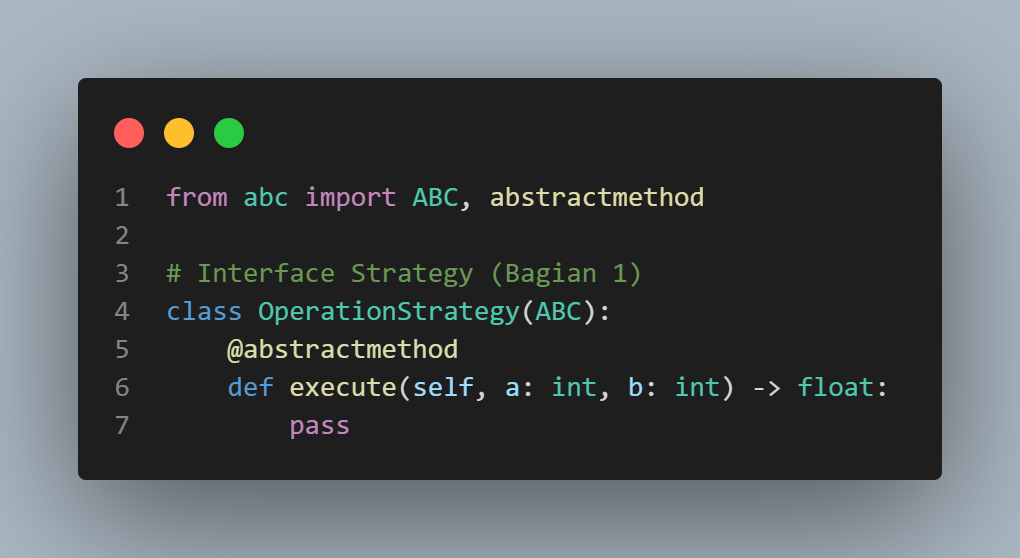 1 from abc import ABC, abstractmethod
2
3 # Interface Strategy (Bagian 1)
4 class OperationStrategy(ABC):
5     @abstractmethod
6     def execute(self, a: int, b: int) -> float:
7         pass